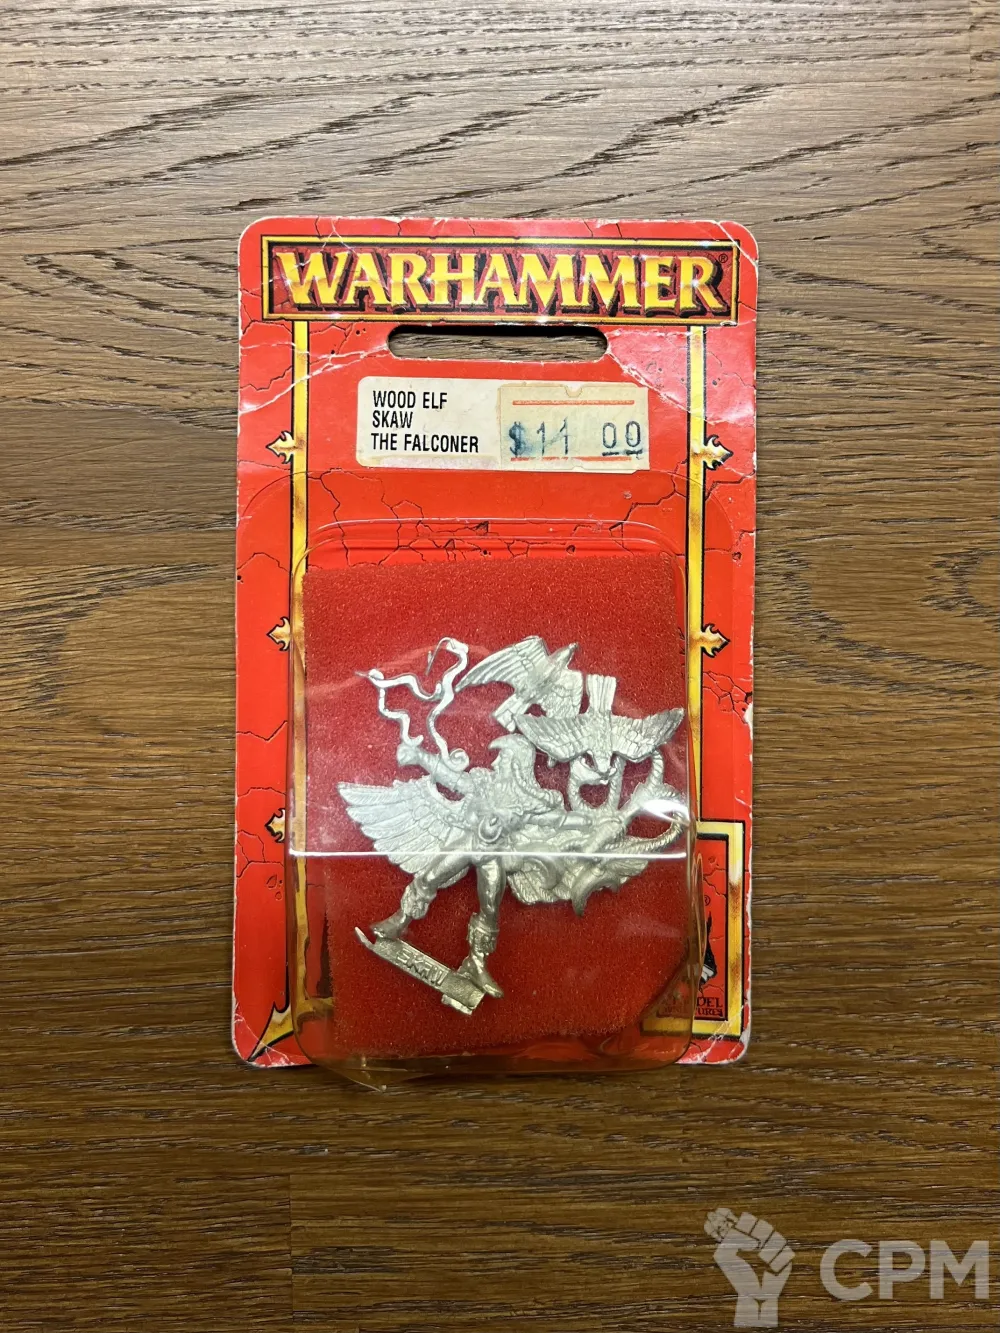 WARHAMMER®
WOOD ELF
SKAW
THE FALCONER
$11 00
SKAW
®
CPM